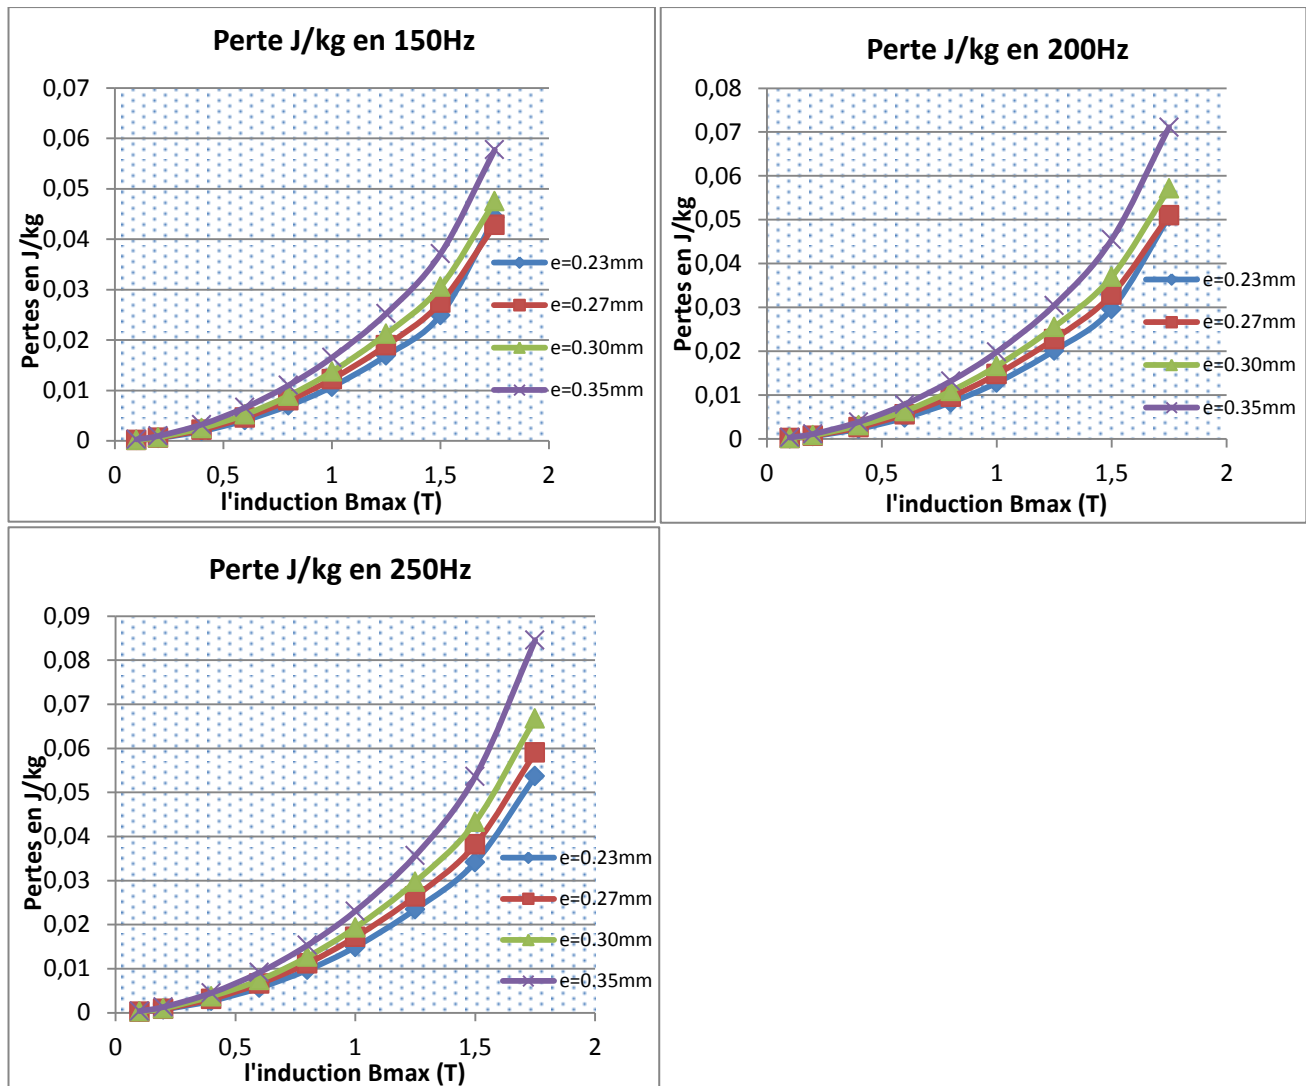 Perte J/kg en 150Hz
Pertes en J/kg
0,07
0,06
0,05
0,04
0,03
0,02
0,01
0
0
0,5
1
1,5
2
l'induction Bmax (T)
e=0.23mm
e=0.27mm
e=0.30mm
e=0.35mm
Perte J/kg en 200Hz
Pertes en J/kg
0,08
0,07
0,06
0,05
0,04
0,03
0,02
0,01
0
0
0,5
1
1,5
2
l'induction Bmax (T)
e=0.23mm
e=0.27mm
e=0.30mm
e=0.35mm
Perte J/kg en 250Hz
Pertes en J/kg
0,09
0,08
0,07
0,06
0,05
0,04
0,03
0,02
0,01
0
0
0,5
1
1,5
2
l'induction Bmax (T)
e=0.23mm
e=0.27mm
e=0.30mm
e=0.35mm